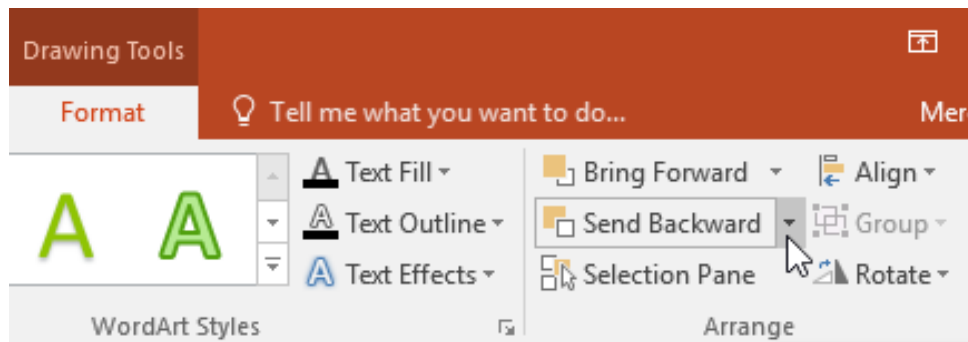 Drawing Tools
Format
Tell me what you want to do...
Mer
A
A
A Text Fill
A Text Outline
A Text Effects
WordArt Styles
Bring Forward
Send Backward
Selection Pane
Align
Group
Rotate
Arrange